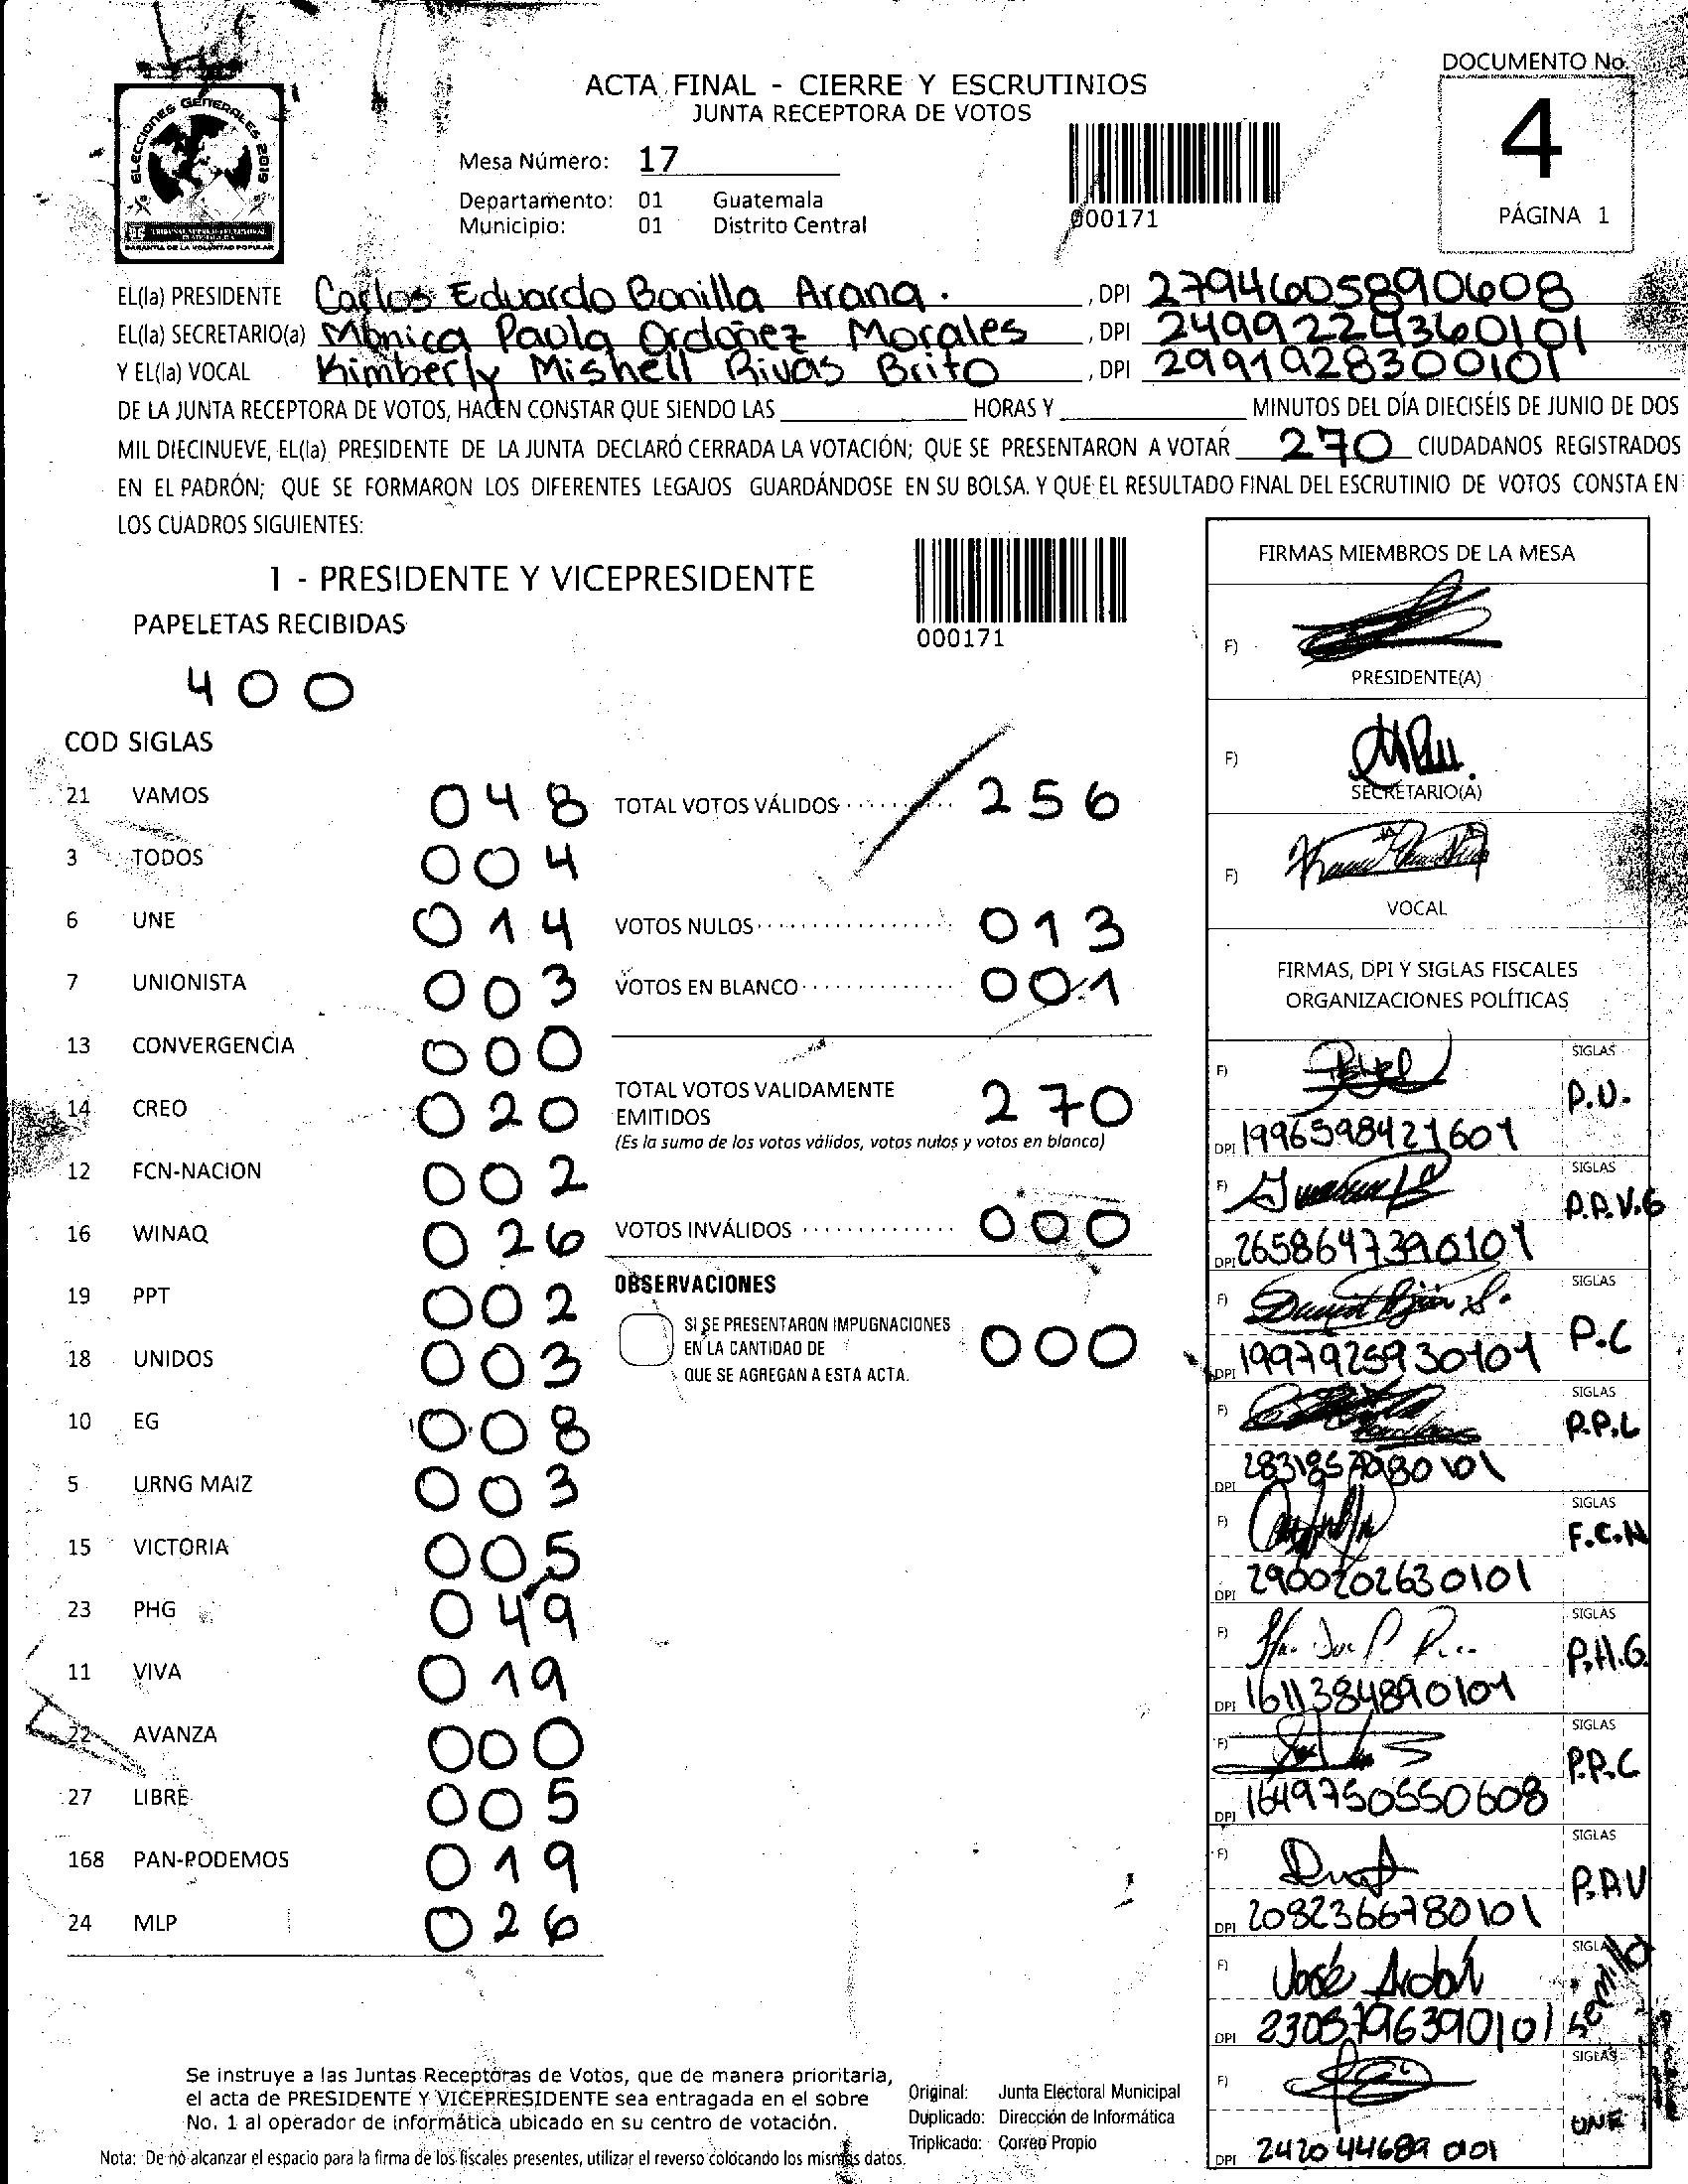 DOCUMENTO No.
4
PÁGINA 1
ELECCIONES GENERALES 2019
ACTA FINAL - CIERRE Y ESCRUTINIOS
JUNTA RECEPTORA DE VOTOS
Mesa Número: 17
Departamento: 01 Guatemala
Municipio: 01 Distrito Central
000171
EL(la) PRESIDENTE Carlos Eduardo Bonilla Arana. , DPI 2794605890608
EL(la) SECRETARIO(a) Mónica Paola Ordoñez Morales , DPI 2499224360101
Y EL(la) VOCAL Kimberly Mishell Rivas Brito , DPI 2991928300101
DE LA JUNTA RECEPTORA DE VOTOS, HACEN CONSTAR QUE SIENDO LAS HORAS Y MINUTOS DEL DÍA DIECISÉIS DE JUNIO DE DOS
MIL DIECINUEVE, EL(la) PRESIDENTE DE LA JUNTA DECLARÓ CERRADA LA VOTACIÓN; QUE SE PRESENTARON A VOTAR 270 CIUDADANOS REGISTRADOS
EN EL PADRÓN; QUE SE FORMARON LOS DIFERENTES LEGAJOS GUARDÁNDOSE EN SU BOLSA. Y QUE EL RESULTADO FINAL DEL ESCRUTINIO DE VOTOS CONSTA EN
LOS CUADROS SIGUIENTES:
1 - PRESIDENTE Y VICEPRESIDENTE
000171
PAPELETAS RECIBIDAS
400
COD SIGLAS
21 VAMOS 048
3 TODOS 004
6 UNE 014
7 UNIONISTA 003
13 CONVERGENCIA 000
14 CREO 020
12 FCN-NACION 002
16 WINAQ 026
19 PPT 002
18 UNIDOS 003
10 EG 008
5 URNG MAIZ 003
15 VICTORIA 005
23 PHG 049
11 VIVA 019
22 AVANZA 000
27 LIBRE 005
168 PAN-PODEMOS 019
24 MLP 026
TOTAL VOTOS VÁLIDOS 256
VOTOS NULOS 013
VOTOS EN BLANCO 001
TOTAL VOTOS VALIDAMENTE
EMITIDOS 270
(Es la suma de los votos válidos, votos nulos y votos en blanco)
VOTOS INVÁLIDOS 000
OBSERVACIONES
SI SE PRESENTARON IMPUGNACIONES
EN LA CANTIDAD DE 000
QUE SE AGREGAN A ESTA ACTA.
FIRMAS MIEMBROS DE LA MESA
F)
PRESIDENTE(A)
F)
SECRETARIO(A)
F)
VOCAL
FIRMAS, DPI Y SIGLAS FISCALES
ORGANIZACIONES POLÍTICAS
F) SIGLAS P.U.
DPI 1996598421601
F) SIGLAS P.P.V.G
DPI 2658647390101
F) SIGLAS P.C
DPI 1997925930101
F) SIGLAS P.P.L
DPI
F) SIGLAS F.C.N
DPI 2900202630101
F) SIGLAS P.H.G.
DPI 1611384890101
F) SIGLAS P.P.C
DPI 1649750550608
F) SIGLAS P.A.V
DPI 2082366780101
F) José SIGLAS Semilla
DPI 2305796390101
F) SIGLAS UNE
DPI
Se instruye a las Juntas Receptoras de Votos, que de manera prioritaria,
el acta de PRESIDENTE Y VICEPRESIDENTE sea entragada en el sobre
No. 1 al operador de informática ubicado en su centro de votación.
Original: Junta Electoral Municipal
Duplicado: Dirección de Informática
Triplicado: Correo Propio
Nota: De no alcanzar el espacio para la firma de los fiscales presentes, utilizar el reverso colocando los mismos datos.